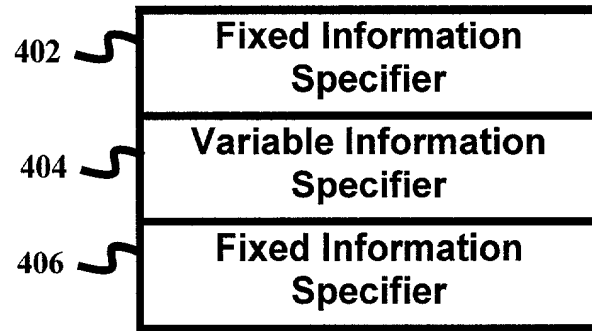 402
Fixed Information
Specifier
404
Variable Information
Specifier
406
Fixed Information
Specifier